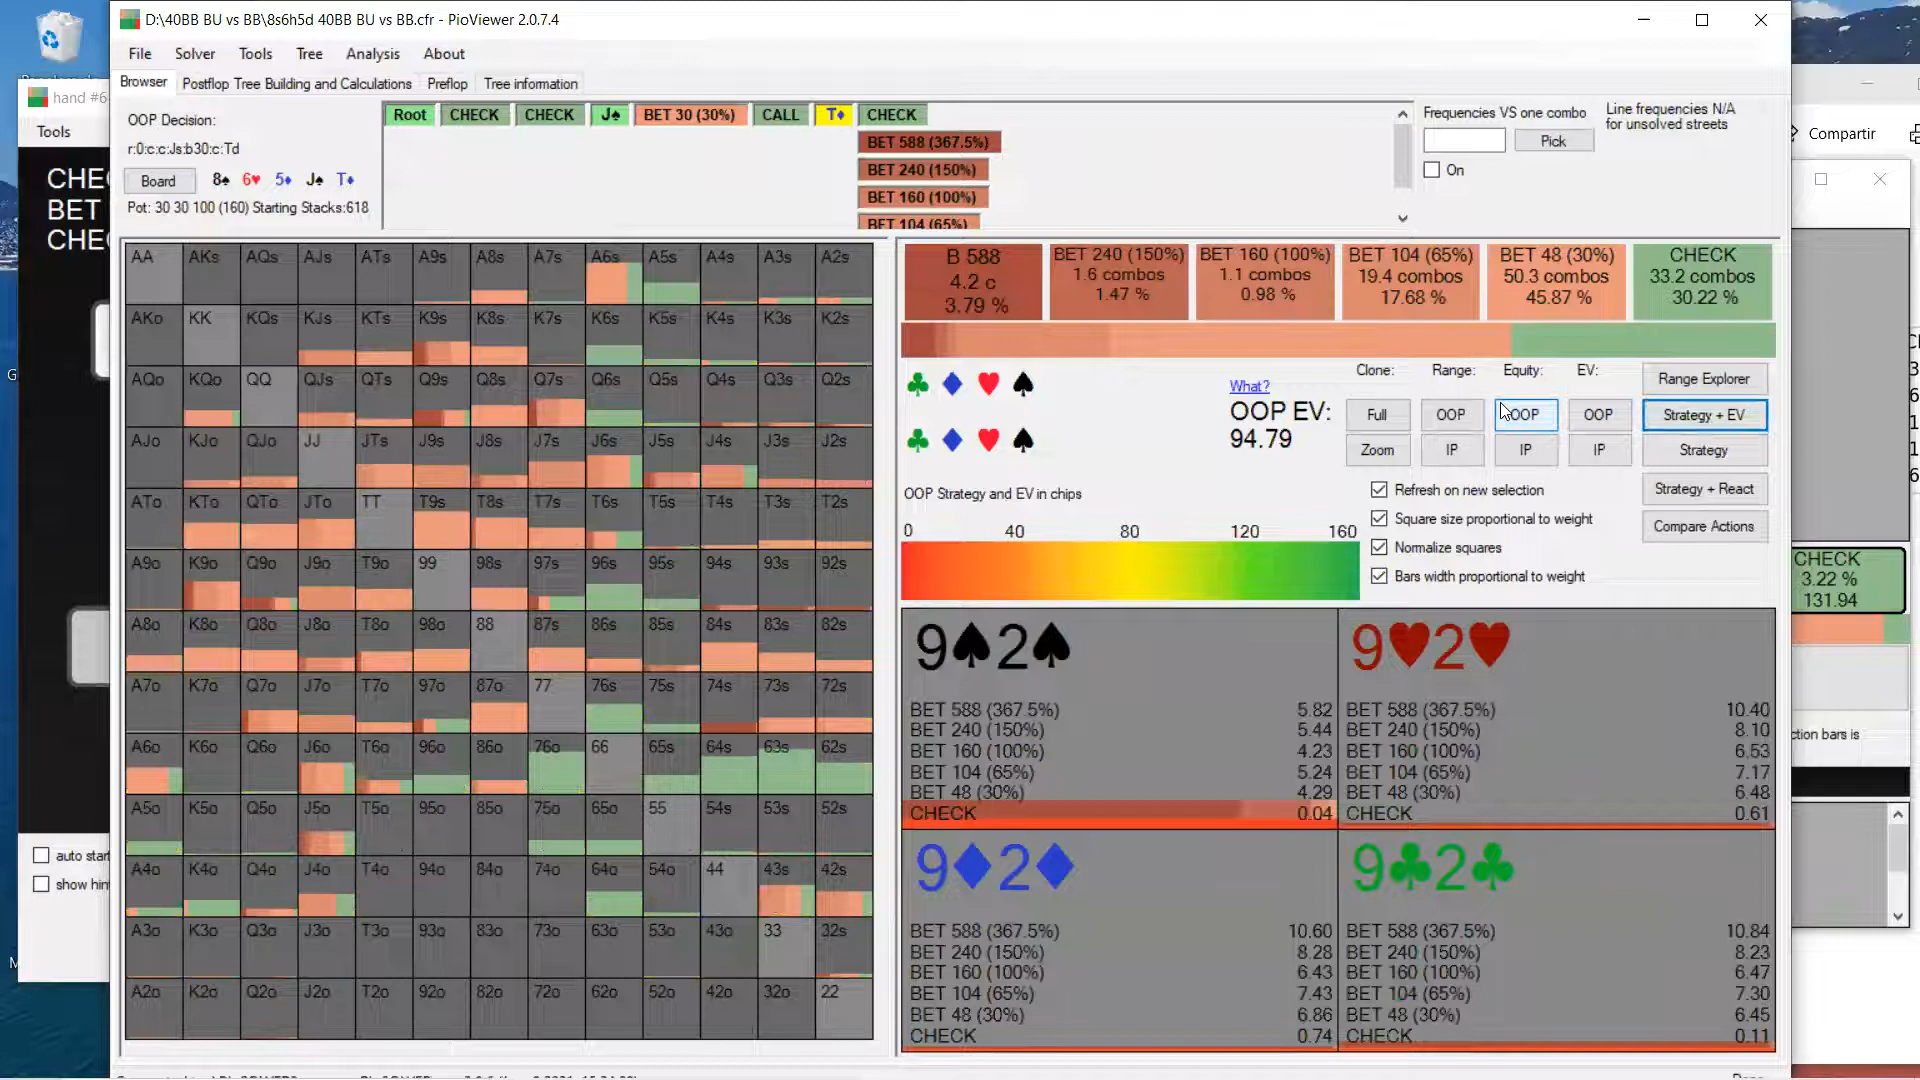 D:\40BB BU vs BB\8s6h5d 40BB BU vs BB.cfr - PioViewer 2.0.7.4
File Solver Tools Tree Analysis About
Browser Postflop Tree Building and Calculations Preflop Tree information
hand #6
Tools
OOP Decision:
r:0:c:c:Js:b30:c:Td
Board 8♠ 6♥ 5♦ J♠ T♦
Pot: 30 30 100 (160) Starting Stacks:618
Root CHECK CHECK J♠ BET 30 (30%) CALL T♦ CHECK
BET 588 (367.5%)
BET 240 (150%)
BET 160 (100%)
BET 104 (65%)
Frequencies VS one combo
Pick
On
Line frequencies N/A
for unsolved streets
Compartir
AA AKs AQs AJs ATs A9s A8s A7s A6s A5s A4s A3s A2s
AKo KK KQs KJs KTs K9s K8s K7s K6s K5s K4s K3s K2s
AQo KQo QQ QJs QTs Q9s Q8s Q7s Q6s Q5s Q4s Q3s Q2s
AJo KJo QJo JJ JTs J9s J8s J7s J6s J5s J4s J3s J2s
ATo KTo QTo JTo TT T9s T8s T7s T6s T5s T4s T3s T2s
A9o K9o Q9o J9o T9o 99 98s 97s 96s 95s 94s 93s 92s
A8o K8o Q8o J8o T8o 98o 88 87s 86s 85s 84s 83s 82s
A7o K7o Q7o J7o T7o 97o 87o 77 76s 75s 74s 73s 72s
A6o K6o Q6o J6o T6o 96o 86o 76o 66 65s 64s 63s 62s
A5o K5o Q5o J5o T5o 95o 85o 75o 65o 55 54s 53s 52s
A4o K4o Q4o J4o T4o 94o 84o 74o 64o 54o 44 43s 42s
A3o K3o Q3o J3o T3o 93o 83o 73o 63o 53o 43o 33 32s
A2o K2o Q2o J2o T2o 92o 82o 72o 62o 52o 42o 32o 22
B 588
4.2 c
3.79 %
BET 240 (150%)
1.6 combos
1.47 %
BET 160 (100%)
1.1 combos
0.98 %
BET 104 (65%)
19.4 combos
17.68 %
BET 48 (30%)
50.3 combos
45.87 %
CHECK
33.2 combos
30.22 %
What?
OOP EV:
94.79
Clone: Range: Equity: EV:
Full OOP OOP OOP
Zoom IP IP IP
Range Explorer
Strategy + EV
Strategy
Strategy + React
Compare Actions
OOP Strategy and EV in chips
0 40 80 120 160
Refresh on new selection
Square size proportional to weight
Normalize squares
Bars width proportional to weight
9♠2♠
BET 588 (367.5%) 5.82
BET 240 (150%) 5.44
BET 160 (100%) 4.23
BET 104 (65%) 5.24
BET 48 (30%) 4.29
CHECK 0.04
9♥2♥
BET 588 (367.5%) 10.40
BET 240 (150%) 8.10
BET 160 (100%) 6.53
BET 104 (65%) 7.17
BET 48 (30%) 6.48
CHECK 0.61
9♦2♦
BET 588 (367.5%) 10.60
BET 240 (150%) 8.28
BET 160 (100%) 6.43
BET 104 (65%) 7.43
BET 48 (30%) 6.86
CHECK 0.74
9♣2♣
BET 588 (367.5%) 10.84
BET 240 (150%) 8.23
BET 160 (100%) 6.47
BET 104 (65%) 7.30
BET 48 (30%) 6.45
CHECK 0.11
CHECK
3.22 %
131.94
ction bars is
BET
auto start
show hin